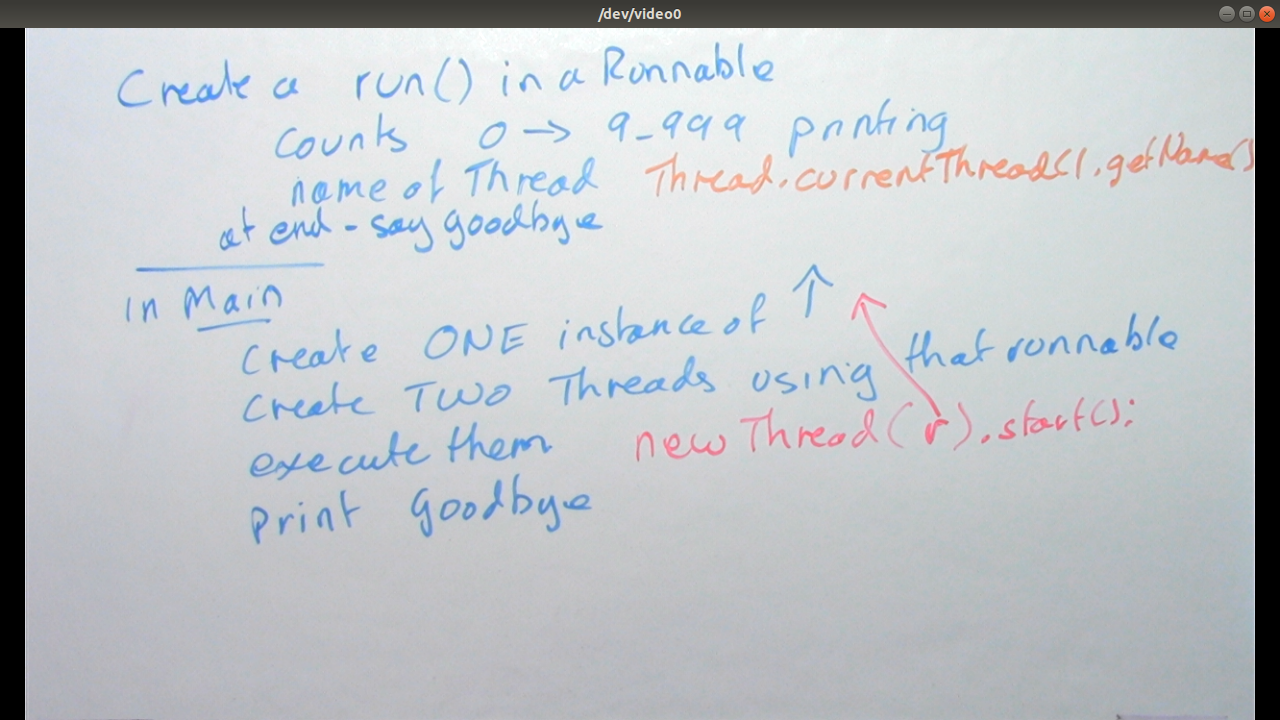 /dev/video0
Create a run() in a Runnable
counts 0 → 9_999 printing
name of Thread Thread.currentThread().getName()
at end - say goodbye
in Main
Create ONE instance of ↑
Create TWO Threads using that runnable
execute them new Thread(r).start();
print Goodbye